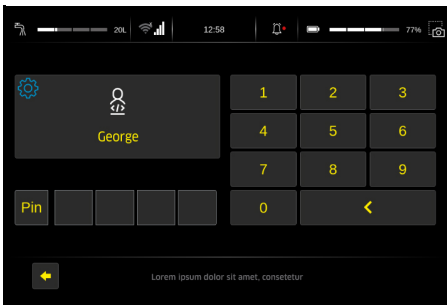 20L 12:58 77%
George
1 2 3
4 5 6
7 8 9
Pin 0
Lorem ipsum dolor sit amet, consetetur